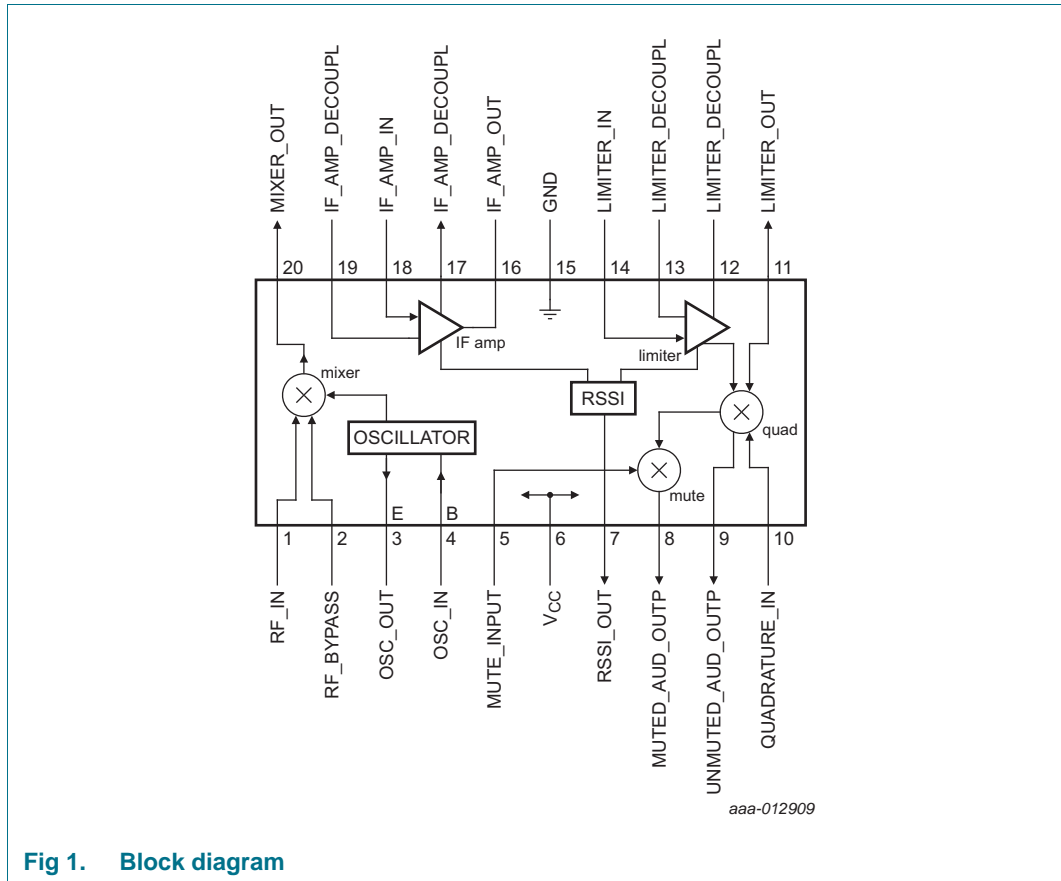 MIXER_OUT
IF_AMP_DECOUPL
IF_AMP_IN
IF_AMP_DECOUPL
IF_AMP_OUT
GND
LIMITER_IN
LIMITER_DECOUPL
LIMITER_DECOUPL
LIMITER_OUT
20 19 18 17 16 15 14 13 12 11
IF amp
limiter
mixer
RSSI
OSCILLATOR
quad
mute
E B
1 2 3 4 5 6 7 8 9 10
RF_IN
RF_BYPASS
OSC_OUT
OSC_IN
MUTE_INPUT
VCC
RSSI_OUT
MUTED_AUD_OUTP
UNMUTED_AUD_OUTP
QUADRATURE_IN
aaa-012909
Fig 1. Block diagram